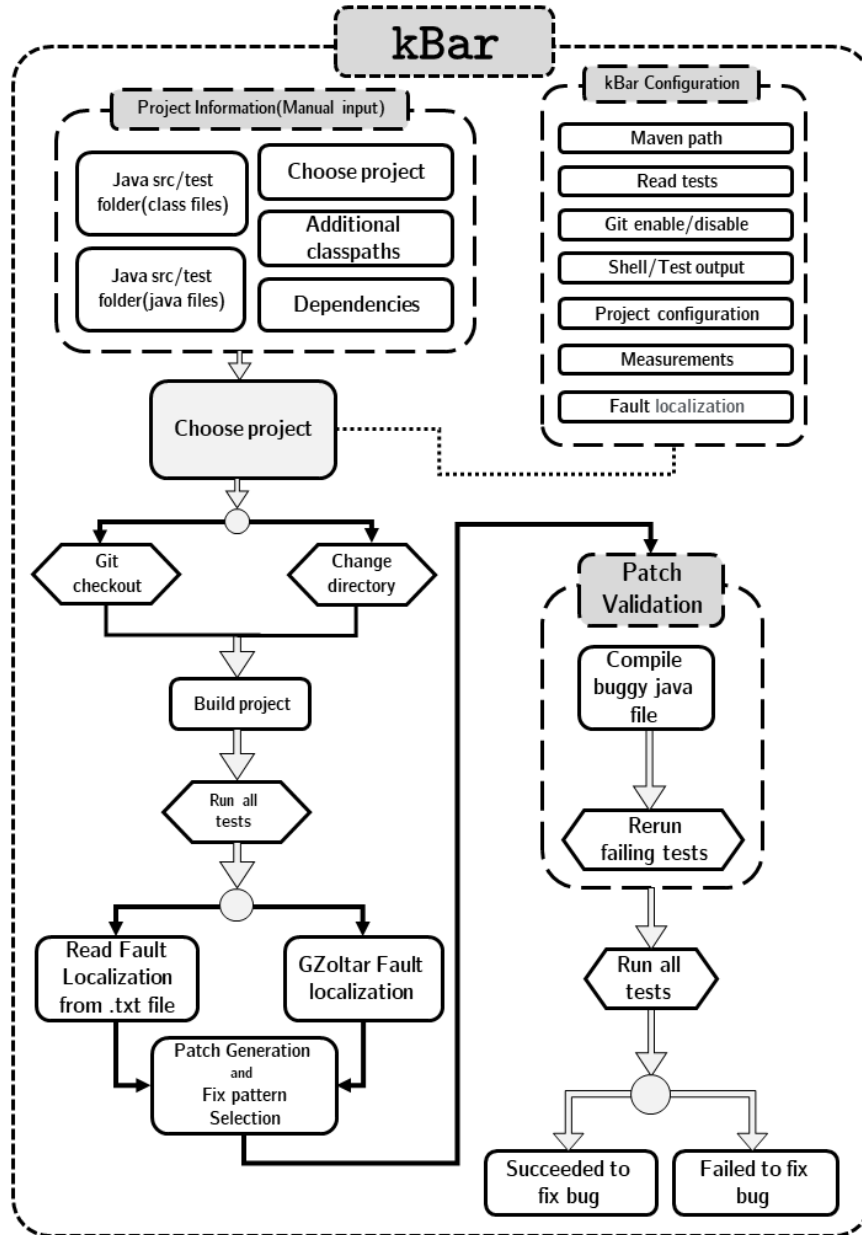 kBar
Project Information(Manual input)
Java src/test
folder(class files)
Java src/test
folder(java files)
Choose project
Additional
classpaths
Dependencies
kBar Configuration
Maven path
Read tests
Git enable/disable
Shell/Test output
Project configuration
Measurements
Fault localization
Choose project
Git
checkout
Change
directory
Build project
Run all
tests
Read Fault
Localization
from .txt file
GZoltar Fault
localization
Patch Generation
and
Fix pattern
Selection
Patch
Validation
Compile
buggy java
file
Rerun
failing tests
Run all
tests
Succeeded to
fix bug
Failed to fix
bug